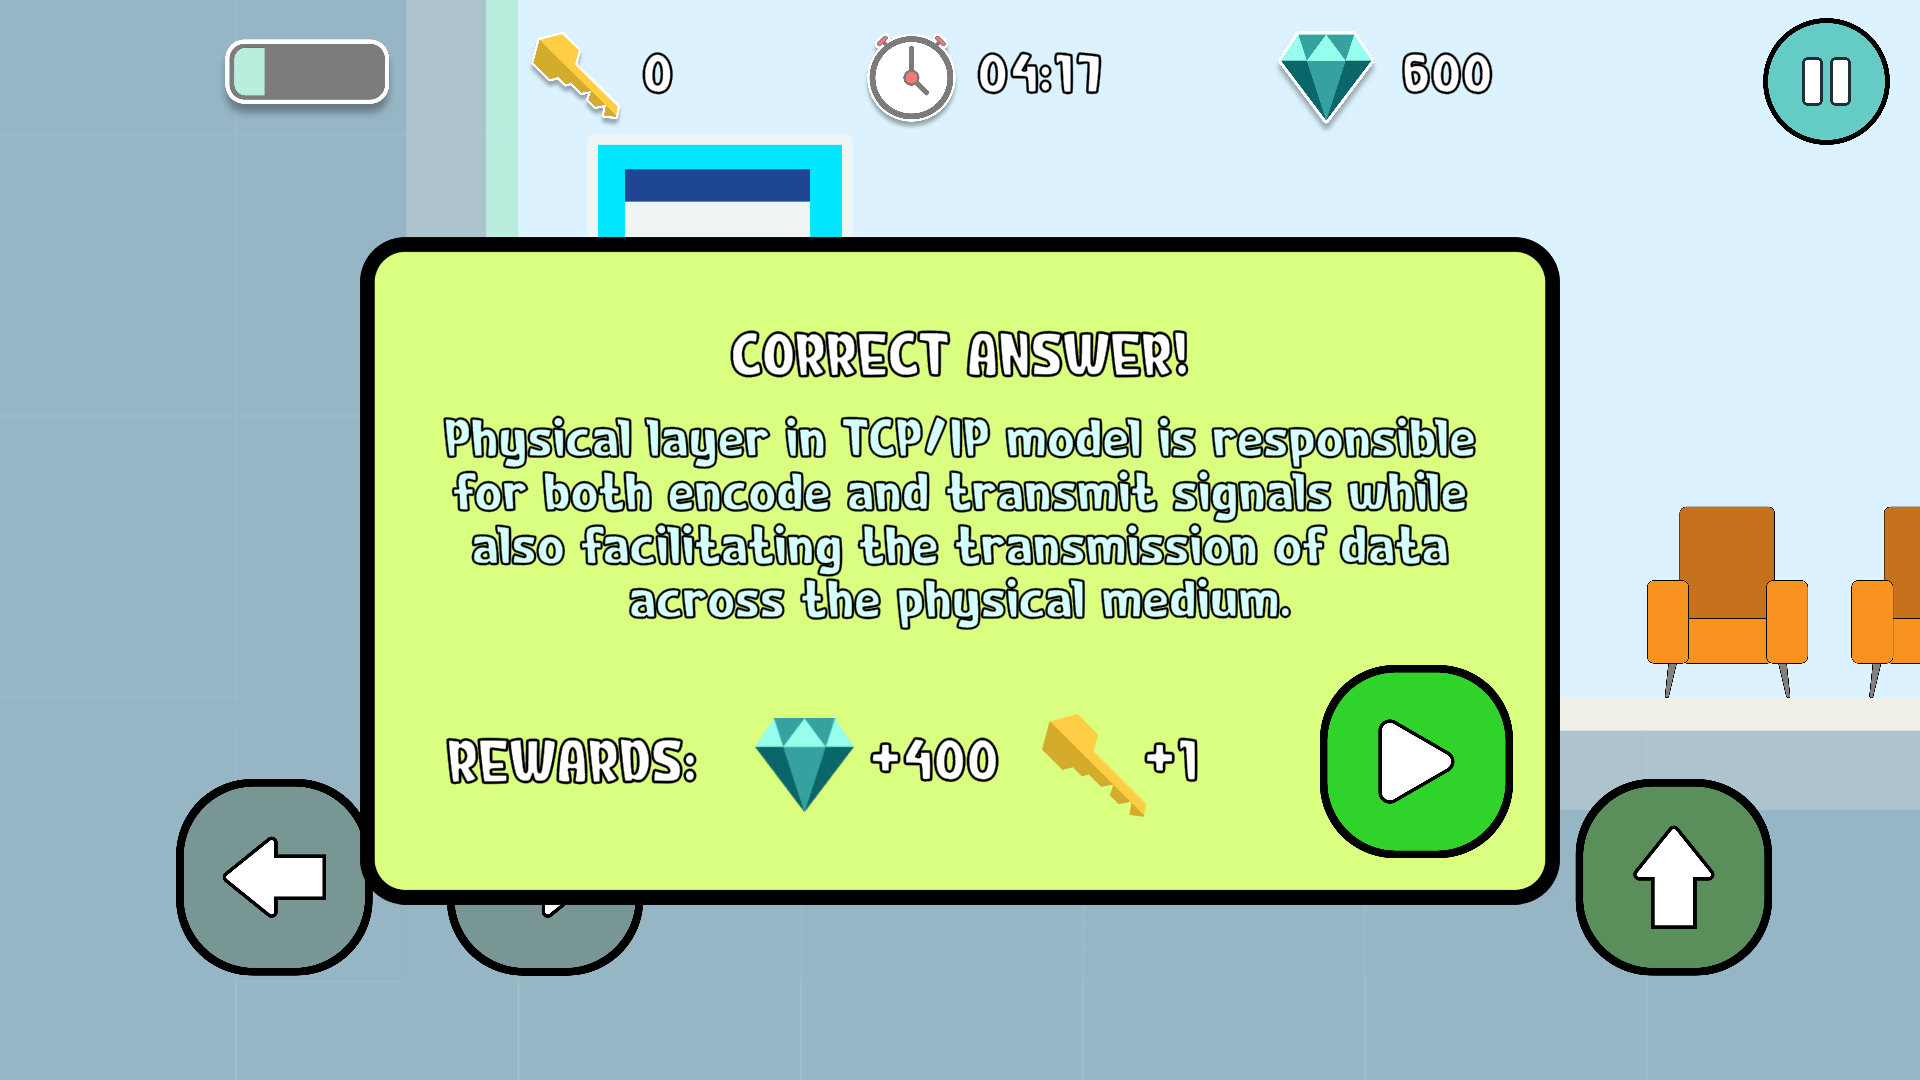 0
04:17
600
CORRECT ANSWER!
Physical layer in TCP/IP model is responsible
for both encode and transmit signals while
also facilitating the transmission of data
across the physical medium.
REWARDS: +400 +1